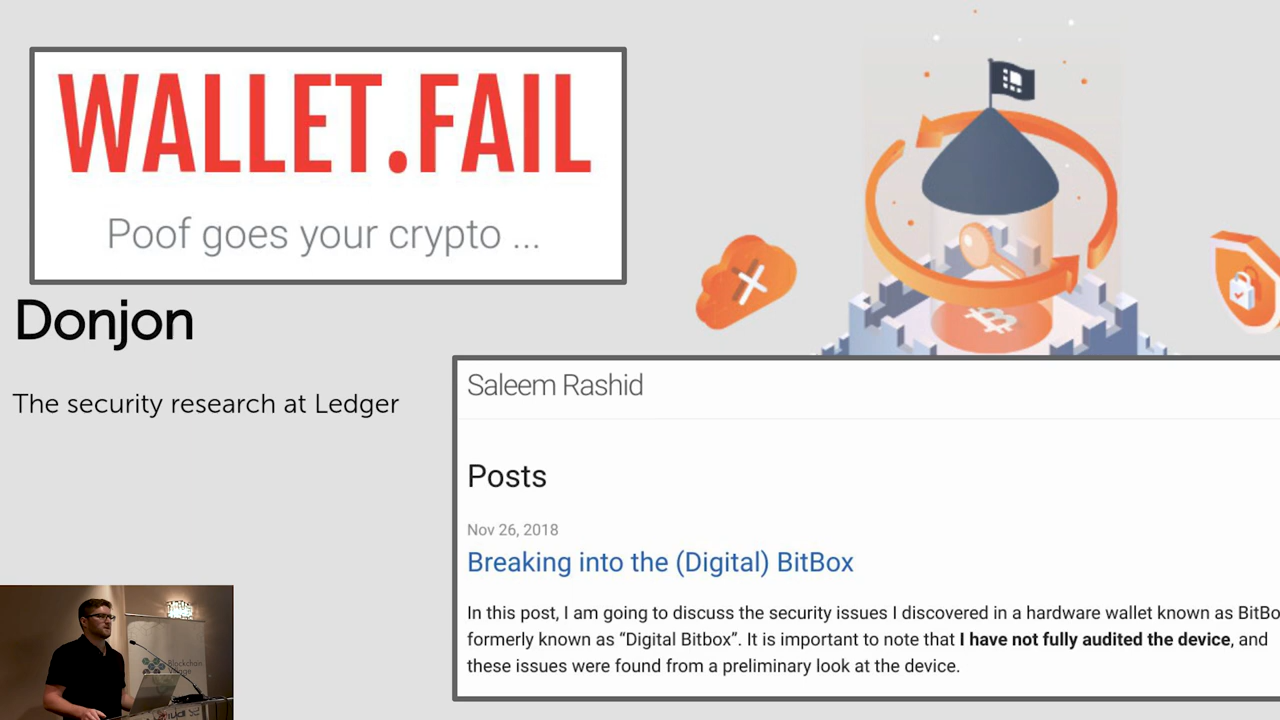 WALLET.FAIL
Poof goes your crypto ...
Donjon
The security research at Ledger
Saleem Rashid
Posts
Nov 26, 2018
Breaking into the (Digital) BitBox
In this post, I am going to discuss the security issues I discovered in a hardware wallet known as BitBo
formerly known as “Digital Bitbox”. It is important to note that I have not fully audited the device, and
these issues were found from a preliminary look at the device.
Blockchain
Village